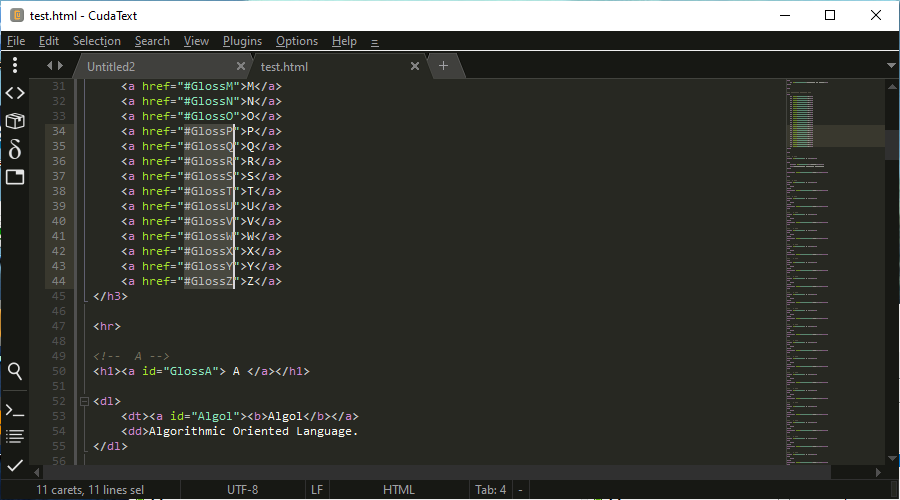 test.html - CudaText
File Edit Selection Search View Plugins Options Help
Untitled2 test.html
31 <a href="#GlossM">M</a>
32 <a href="#GlossN">N</a>
33 <a href="#GlossO">O</a>
34 <a href="#GlossP">P</a>
35 <a href="#GlossQ">Q</a>
36 <a href="#GlossR">R</a>
37 <a href="#GlossS">S</a>
38 <a href="#GlossT">T</a>
39 <a href="#GlossU">U</a>
40 <a href="#GlossV">V</a>
41 <a href="#GlossW">W</a>
42 <a href="#GlossX">X</a>
43 <a href="#GlossY">Y</a>
44 <a href="#GlossZ">Z</a>
45 </h3>
46
47 <hr>
48
49 <!--  A -->
50 <h1><a id="GlossA"> A </a></h1>
51
52 <dl>
53 <dt><a id="Algol"><b>Algol</b></a>
54 <dd>Algorithmic Oriented Language.
55 </dl>
56
11 carets, 11 lines sel UTF-8 LF HTML Tab: 4 -